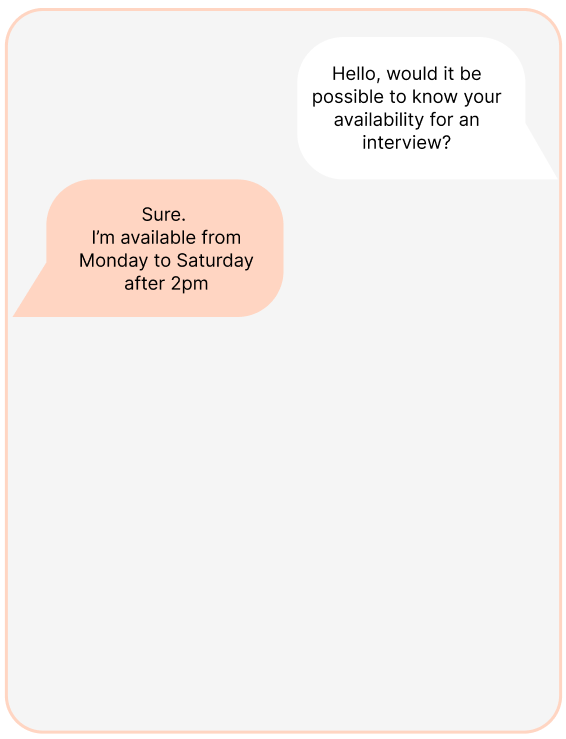 Hello, would it be
possible to know your
availability for an
interview?
Sure.
I’m available from
Monday to Saturday
after 2pm